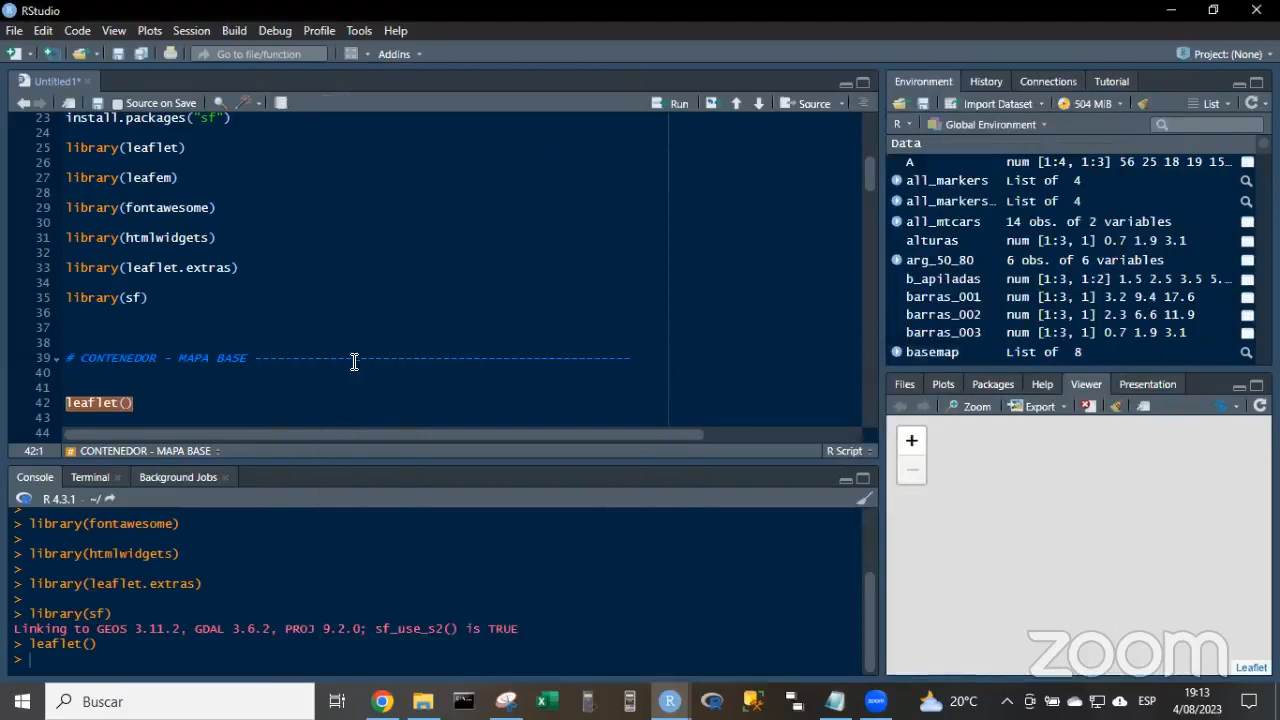 RStudio
File Edit Code View Plots Session Build Debug Profile Tools Help
Go to file/function Addins Project: (None)
Untitled1*
Source on Save Run Source
23 install.packages("sf")
24
25 library(leaflet)
26
27 library(leafem)
28
29 library(fontawesome)
30
31 library(htmlwidgets)
32
33 library(leaflet.extras)
34
35 library(sf)
36
37
38
39 # CONTENEDOR - MAPA BASE --------------------------------------------------
40
41
42 leaflet()
43
44
42:1 # CONTENEDOR - MAPA BASE R Script
Console Terminal Background Jobs
R 4.3.1 · ~/
>
> library(fontawesome)
>
> library(htmlwidgets)
>
> library(leaflet.extras)
>
> library(sf)
Linking to GEOS 3.11.2, GDAL 3.6.2, PROJ 9.2.0; sf_use_s2() is TRUE
> leaflet()
>
Environment History Connections Tutorial
Import Dataset 504 MiB List
R Global Environment
Data
A num [1:4, 1:3] 56 25 18 19 15…
all_markers List of 4
all_markers… List of 4
all_mtcars 14 obs. of 2 variables
alturas num [1:3, 1] 0.7 1.9 3.1
arg_50_80 6 obs. of 6 variables
b_apiladas num [1:3, 1:2] 1.5 2.5 3.5 5.…
barras_001 num [1:3, 1] 3.2 9.4 17.6
barras_002 num [1:3, 1] 2.3 6.6 11.9
barras_003 num [1:3, 1] 0.7 1.9 3.1
basemap List of 8
Files Plots Packages Help Viewer Presentation
Zoom Export
+
−
zoom
Leaflet
Buscar
20°C ESP 19:13
4/08/2023